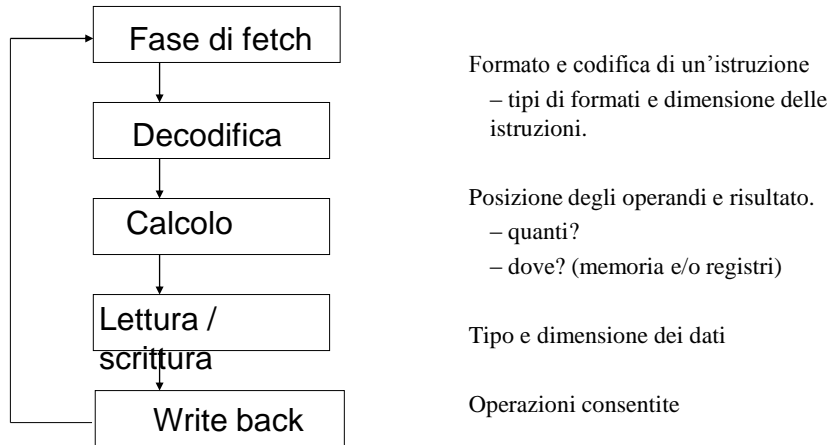 Fase di fetch
Decodifica
Calcolo
Lettura /
scrittura
Write back
Formato e codifica di un’istruzione
– tipi di formati e dimensione delle
istruzioni.
Posizione degli operandi e risultato.
– quanti?
– dove? (memoria e/o registri)
Tipo e dimensione dei dati
Operazioni consentite